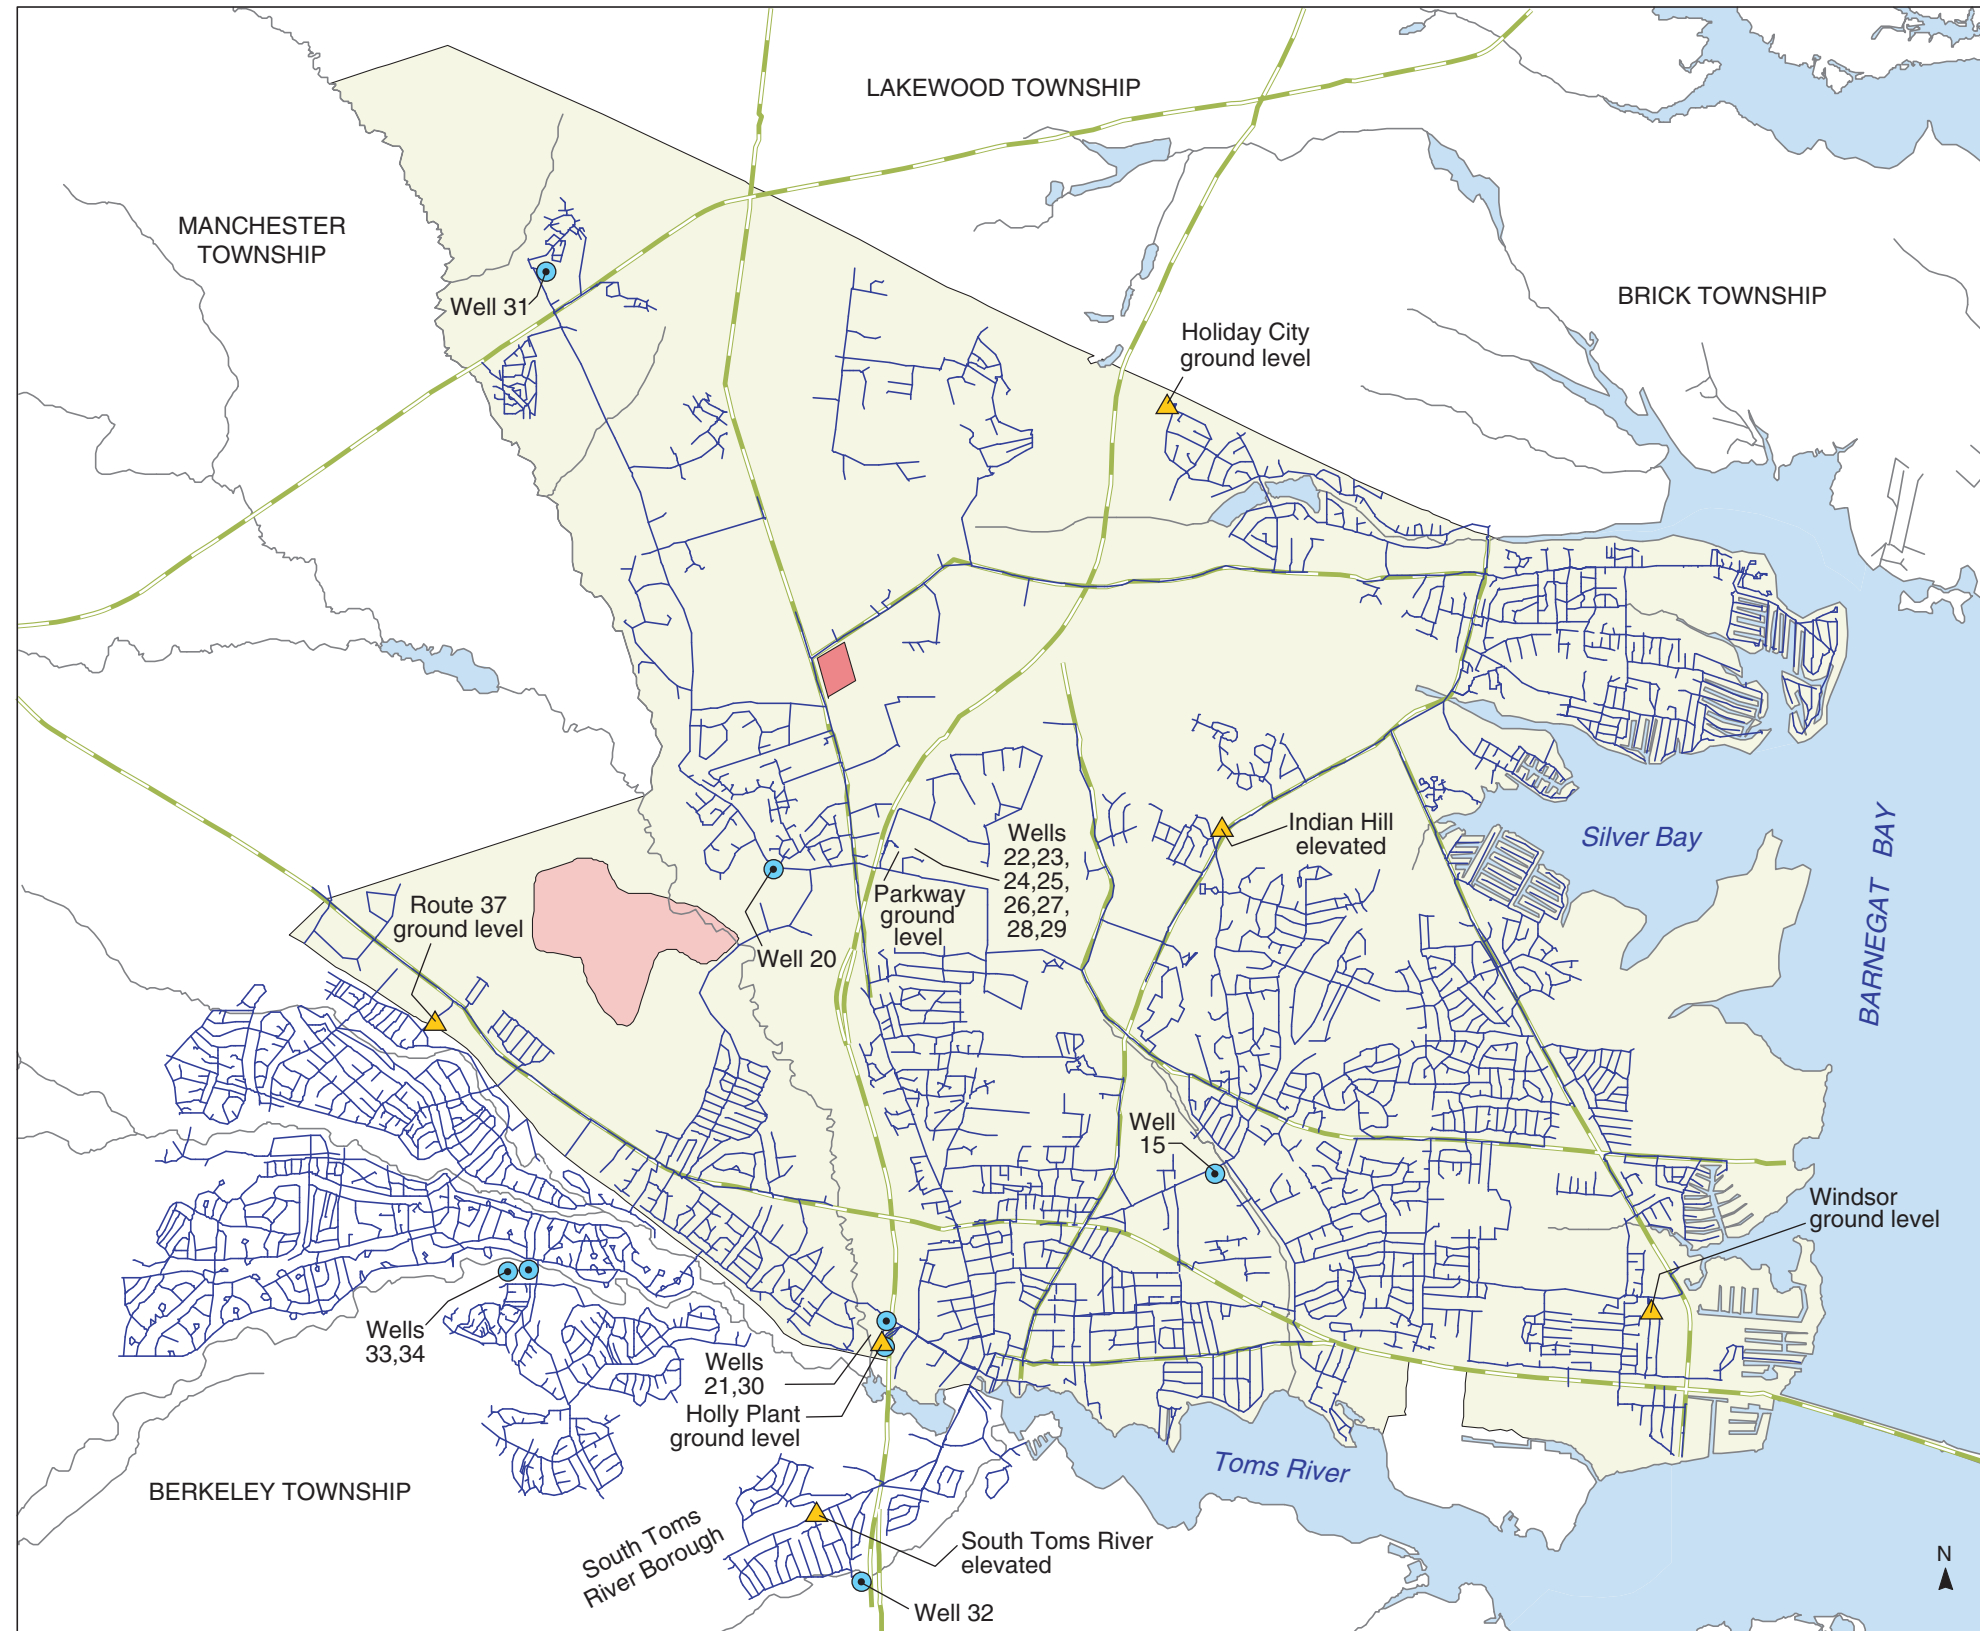 LAKEWOOD TOWNSHIP
MANCHESTER
TOWNSHIP
BRICK TOWNSHIP
Well 31
Holiday City
ground level
Indian Hill
elevated
Silver Bay
BARNEGAT BAY
Wells
22,23,
24,25,
26,27,
28,29
Parkway
ground
level
Route 37
ground level
Well 20
Well
15
Windsor
ground level
Wells
33,34
Wells
21,30
Holly Plant
ground level
Toms River
BERKELEY TOWNSHIP
South Toms
River Borough
South Toms River
elevated
Well 32
N